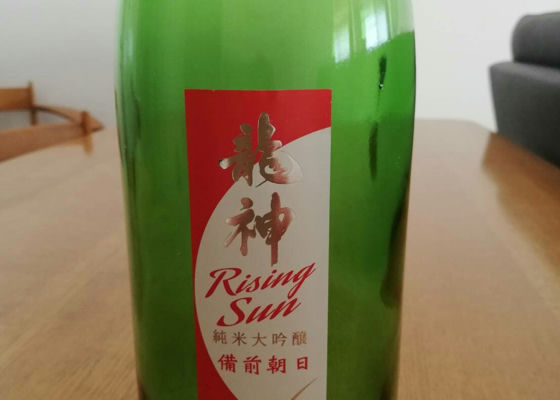 龍神
Rising
Sun
純米大吟醸
備前朝日